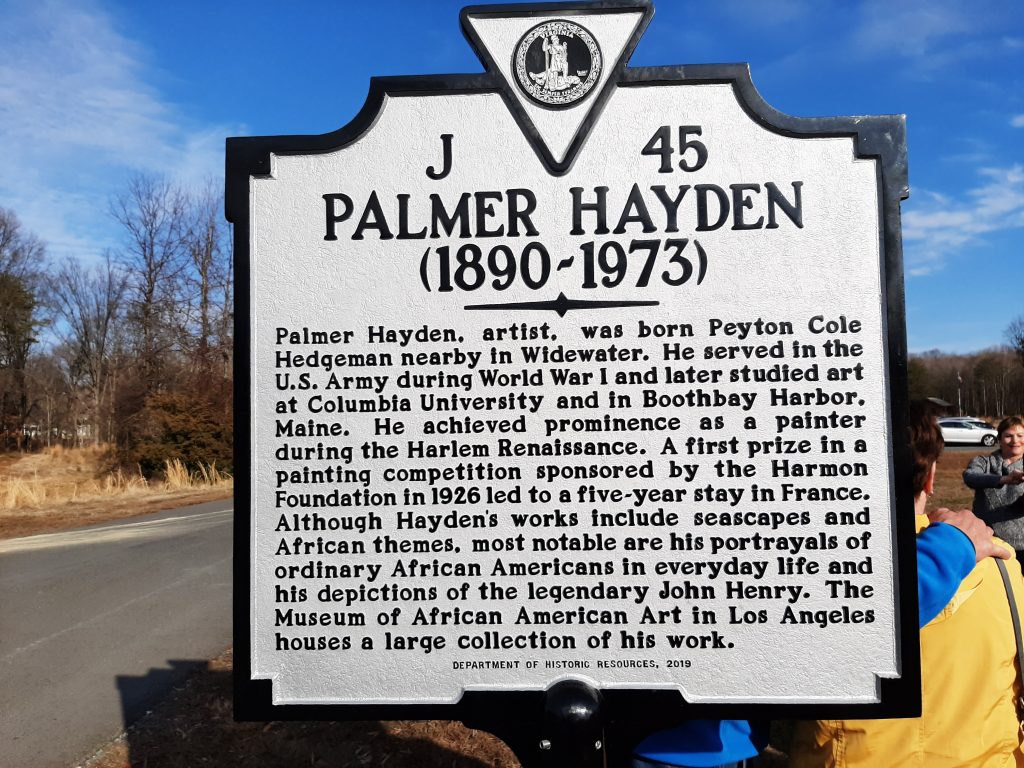 VIRGINIA
J 45
PALMER HAYDEN
(1890-1973)
Palmer Hayden, artist, was born Peyton Cole
Hedgeman nearby in Widewater. He served in the
U.S. Army during World War I and later studied art
at Columbia University and in Boothbay Harbor,
Maine. He achieved prominence as a painter
during the Harlem Renaissance. A first prize in a
painting competition sponsored by the Harmon
Foundation in 1926 led to a five-year stay in France.
Although Hayden's works include seascapes and
African themes, most notable are his portrayals of
ordinary African Americans in everyday life and
his depictions of the legendary John Henry. The
Museum of African American Art in Los Angeles
houses a large collection of his work.
DEPARTMENT OF HISTORIC RESOURCES, 2019